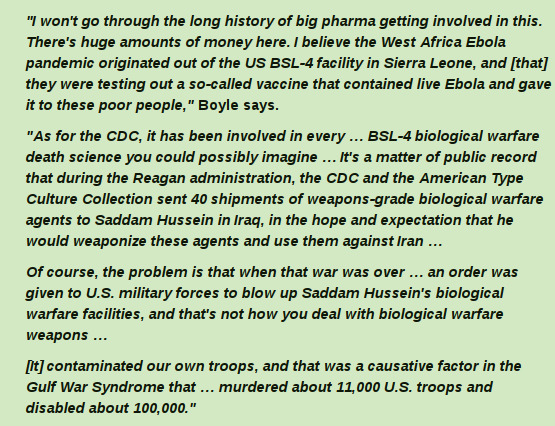 "I won't go through the long history of big pharma getting involved in this.
There's huge amounts of money here. I believe the West Africa Ebola
pandemic originated out of the US BSL-4 facility in Sierra Leone, and [that]
they were testing out a so-called vaccine that contained live Ebola and gave
it to these poor people," Boyle says.
"As for the CDC, it has been involved in every … BSL-4 biological warfare
death science you could possibly imagine … It's a matter of public record
that during the Reagan administration, the CDC and the American Type
Culture Collection sent 40 shipments of weapons-grade biological warfare
agents to Saddam Hussein in Iraq, in the hope and expectation that he
would weaponize these agents and use them against Iran …
Of course, the problem is that when that war was over … an order was
given to U.S. military forces to blow up Saddam Hussein's biological
warfare facilities, and that's not how you deal with biological warfare
weapons …
[It] contaminated our own troops, and that was a causative factor in the
Gulf War Syndrome that … murdered about 11,000 U.S. troops and
disabled about 100,000."